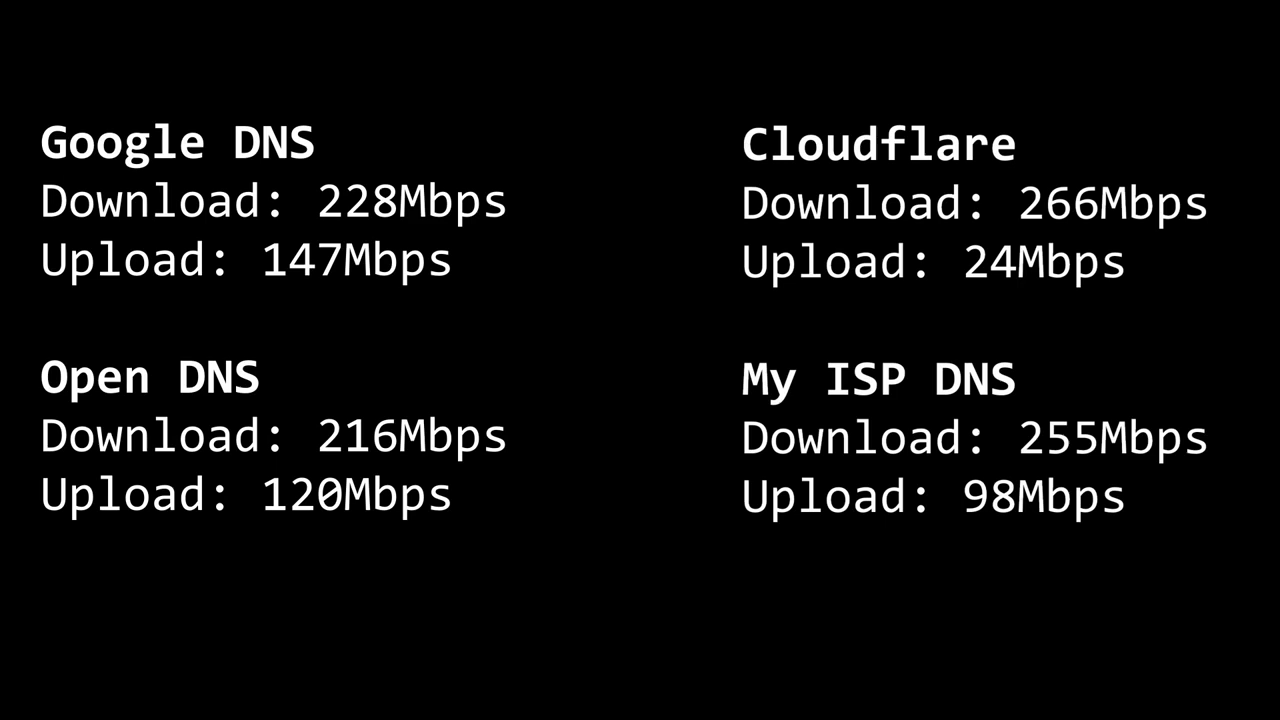 Google DNS
Download: 228Mbps
Upload: 147Mbps
Cloudflare
Download: 266Mbps
Upload: 24Mbps
Open DNS
Download: 216Mbps
Upload: 120Mbps
My ISP DNS
Download: 255Mbps
Upload: 98Mbps